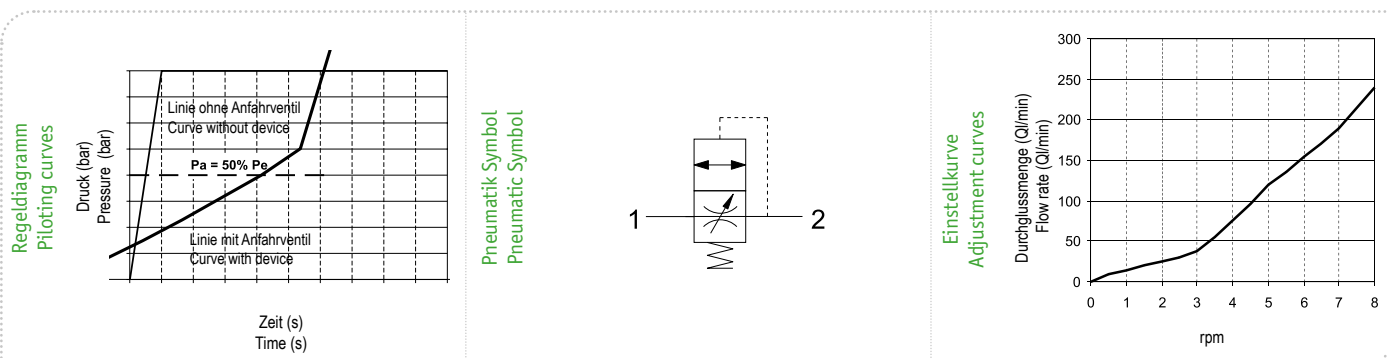 Regeldiagramm
Piloting curves
Druck (bar)
Pressure (bar)
Linie ohne Anfahrventil
Curve without device
Pa = 50% Pe
Linie mit Anfahrventil
Curve with device
Zeit (s)
Time (s)
Pneumatik Symbol
Pneumatic Symbol
1
2
Einstellkurve
Adjustment curves
Durchglussmenge (Ql/min)
Flow rate (Ql/min)
300
250
200
150
100
50
0
0 1 2 3 4 5 6 7 8
rpm